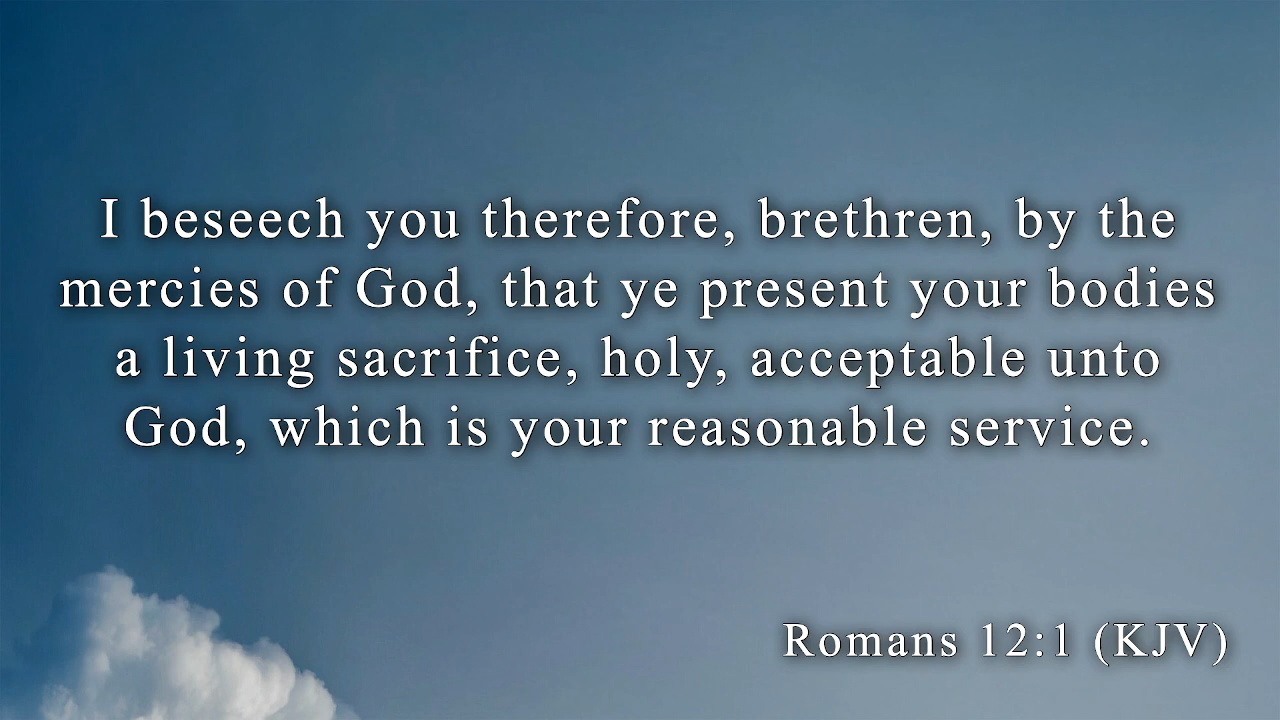 I beseech you therefore, brethren, by the
mercies of God, that ye present your bodies
a living sacrifice, holy, acceptable unto
God, which is your reasonable service.
Romans 12:1 (KJV)